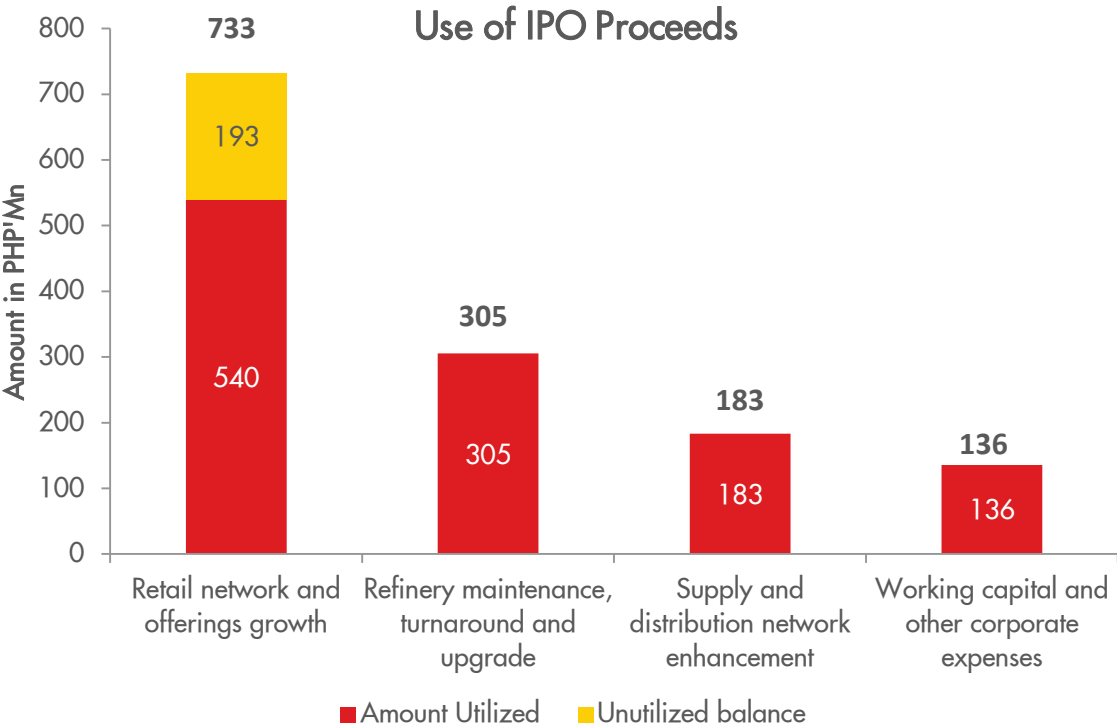 Use of IPO Proceeds
Amount in PHP'Mn
800
700
600
500
400
300
200
100
0
733
193
540
305
305
183
183
136
136
Retail network and
offerings growth
Refinery maintenance,
turnaround and
upgrade
Supply and
distribution network
enhancement
Working capital and
other corporate
expenses
Amount Utilized
Unutilized balance